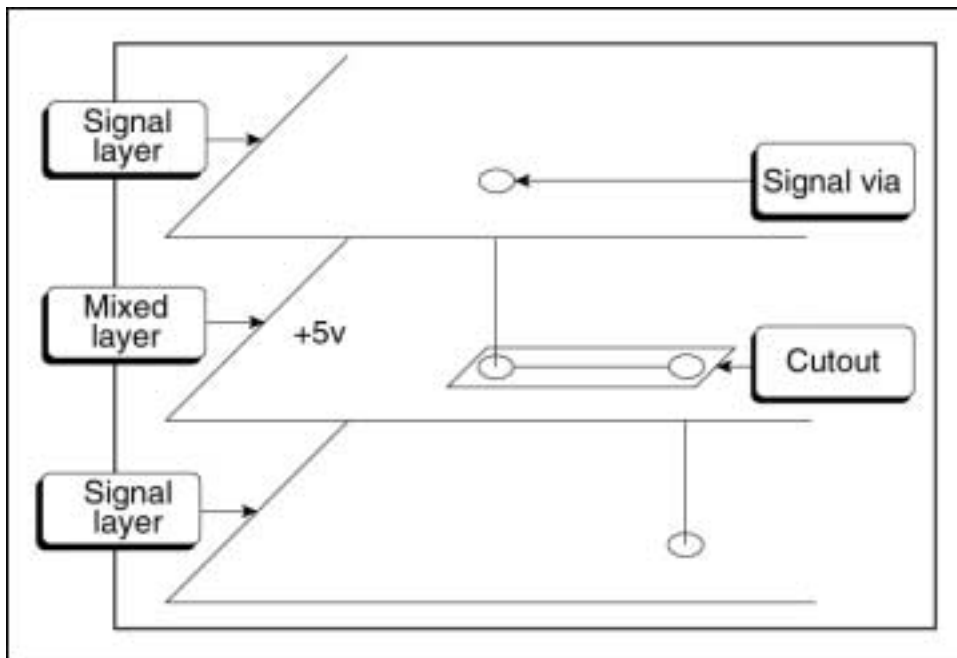 Signal
layer
Signal via
Mixed
layer
+5v
Cutout
Signal
layer